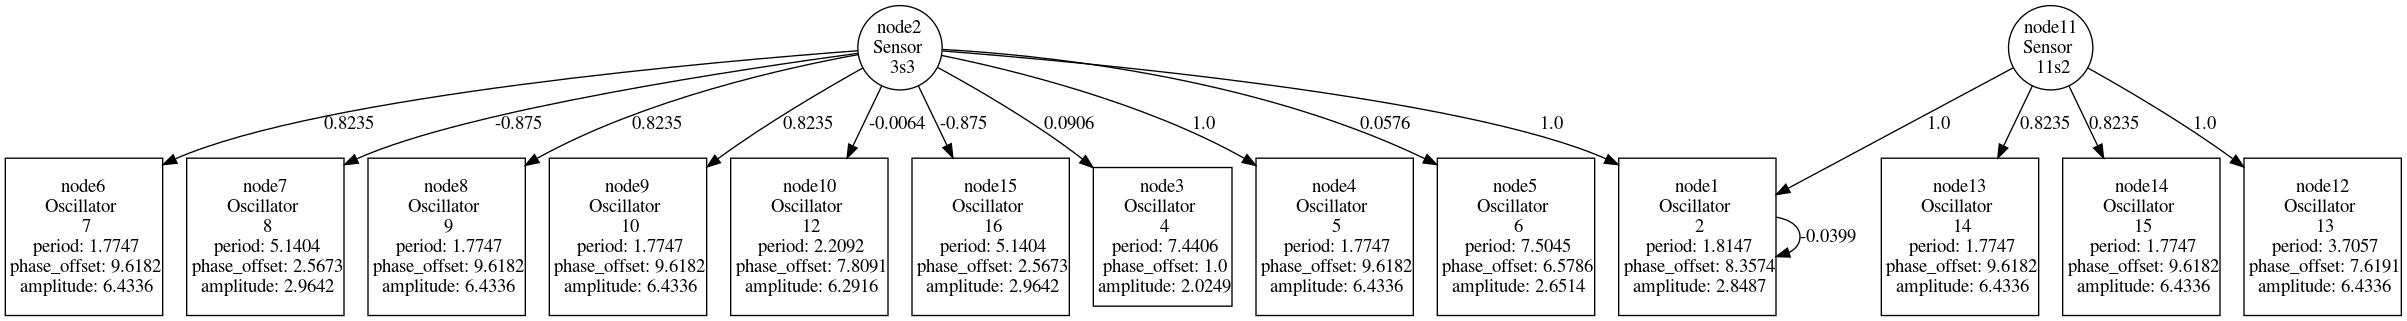 node2
Sensor
3s3
node11
Sensor
11s2
0.8235
-0.875
0.8235
0.8235
-0.0064
-0.875
0.0906
1.0
0.0576
1.0
1.0
0.8235
0.8235
1.0
node6
Oscillator
7
period: 1.7747
phase_offset: 9.6182
amplitude: 6.4336
node7
Oscillator
8
period: 5.1404
phase_offset: 2.5673
amplitude: 2.9642
node8
Oscillator
9
period: 1.7747
phase_offset: 9.6182
amplitude: 6.4336
node9
Oscillator
10
period: 1.7747
phase_offset: 9.6182
amplitude: 6.4336
node10
Oscillator
12
period: 2.2092
phase_offset: 7.8091
amplitude: 6.2916
node15
Oscillator
16
period: 5.1404
phase_offset: 2.5673
amplitude: 2.9642
node3
Oscillator
4
period: 7.4406
phase_offset: 1.0
amplitude: 2.0249
node4
Oscillator
5
period: 1.7747
phase_offset: 9.6182
amplitude: 6.4336
node5
Oscillator
6
period: 7.5045
phase_offset: 6.5786
amplitude: 2.6514
node1
Oscillator
2
period: 1.8147
phase_offset: 8.3574
amplitude: 2.8487
-0.0399
node13
Oscillator
14
period: 1.7747
phase_offset: 9.6182
amplitude: 6.4336
node14
Oscillator
15
period: 1.7747
phase_offset: 9.6182
amplitude: 6.4336
node12
Oscillator
13
period: 3.7057
phase_offset: 7.6191
amplitude: 6.4336